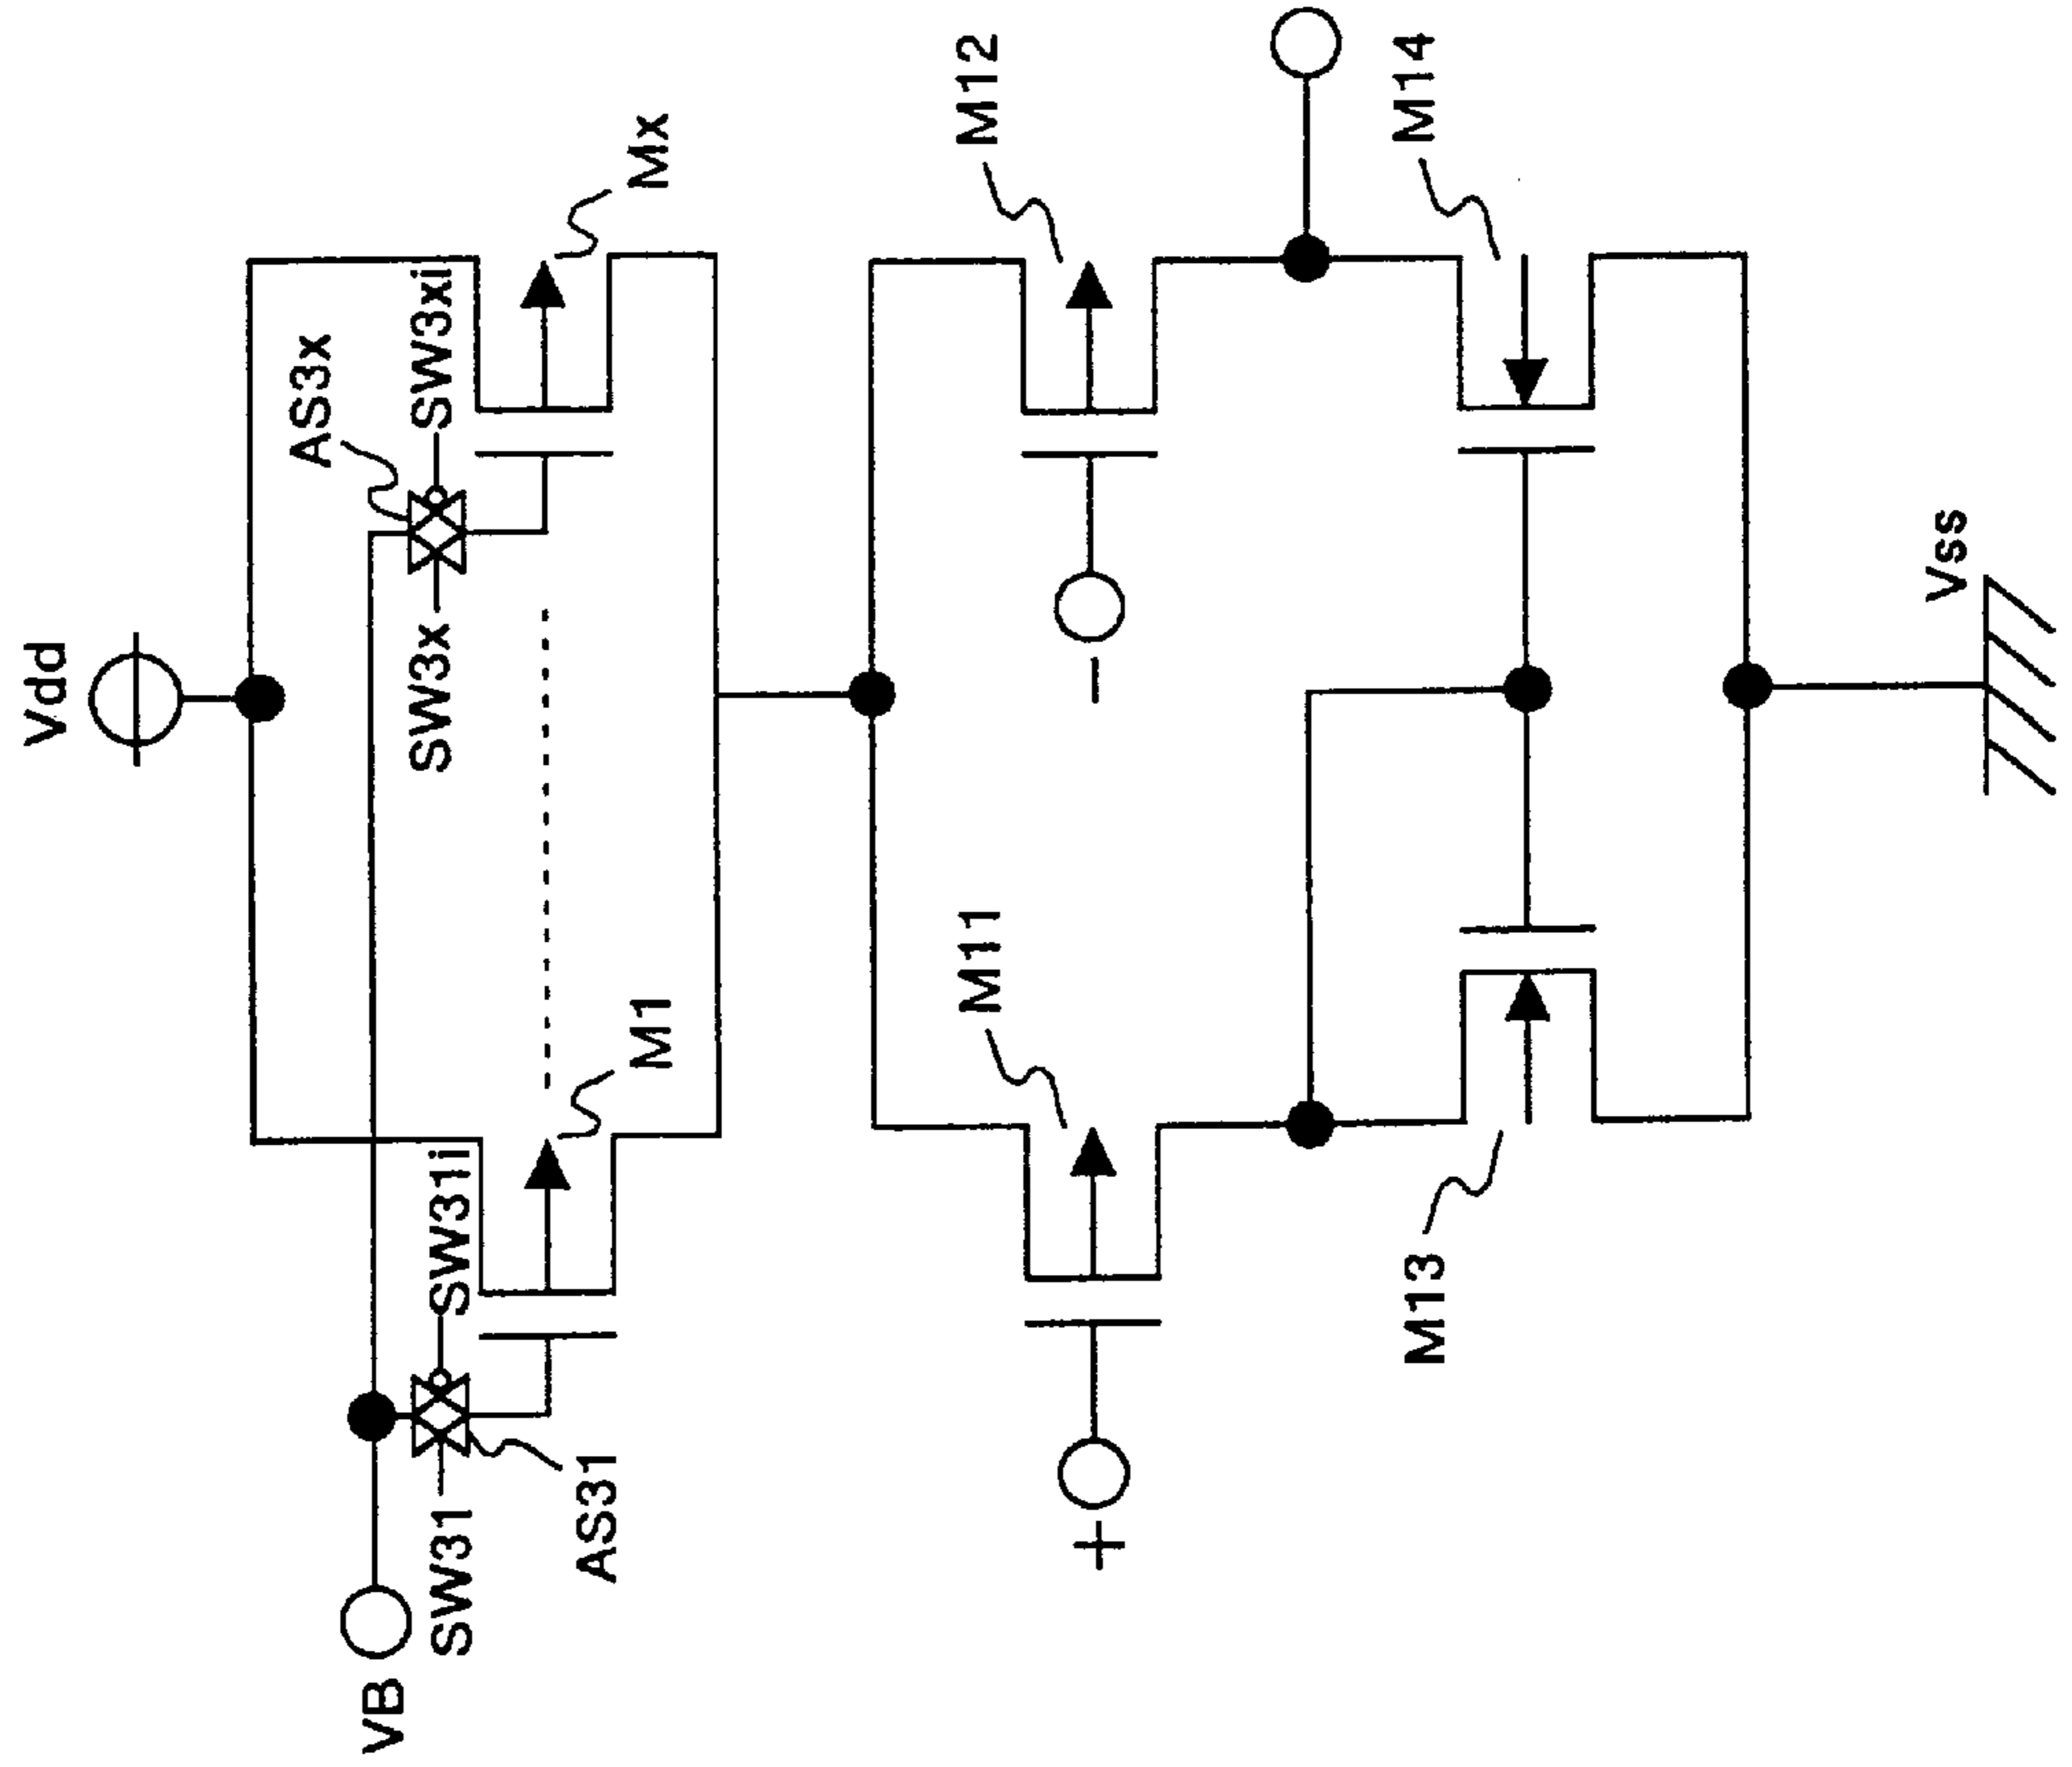 Vdd
AS3x
SW3xi
SW3x
Mx
VB
SW31i
SW31
AS31
M1
M11
M12
+
−
M13
M14
Vss